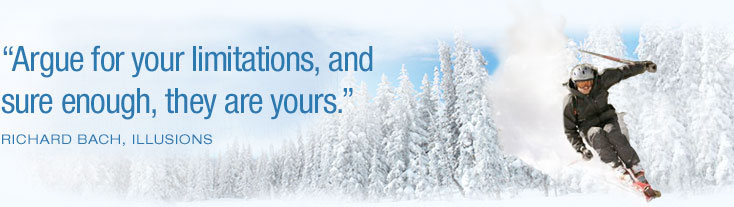 “Argue for your limitations, and
sure enough, they are yours.”
RICHARD BACH, ILLUSIONS